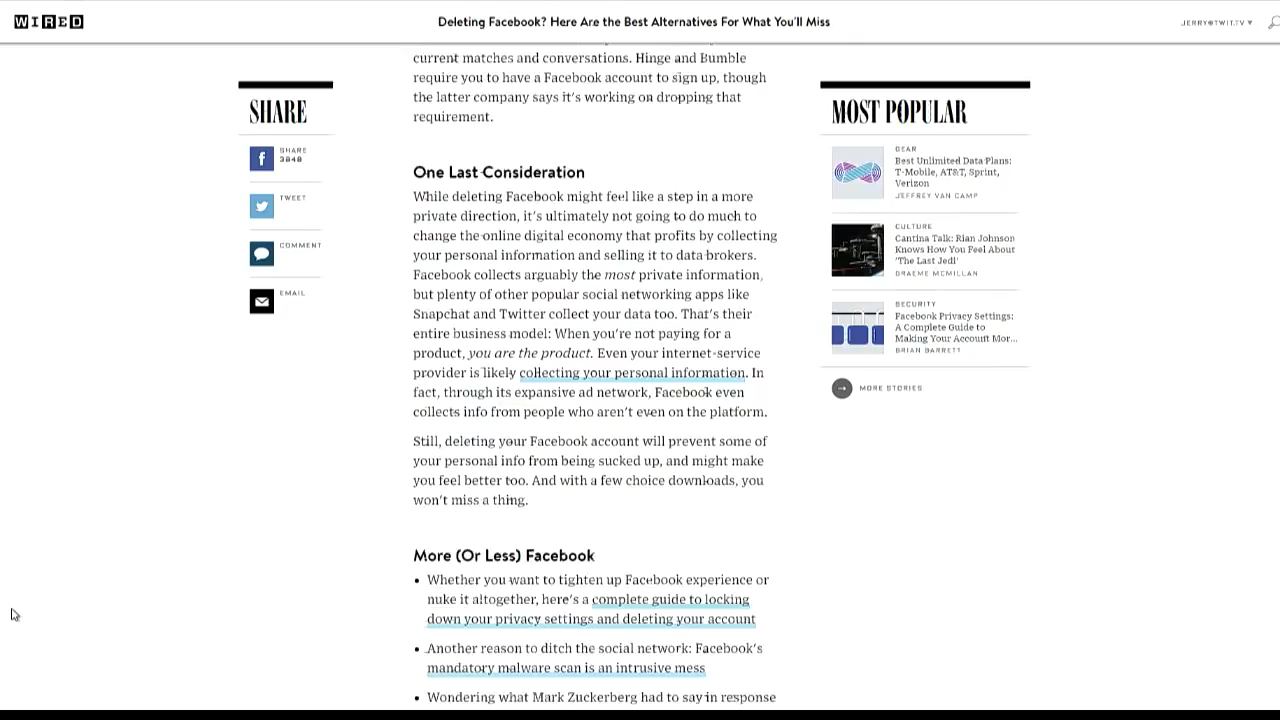 WIRED
Deleting Facebook? Here Are the Best Alternatives For What You'll Miss
JERRY@TWIT.TV
current matches and conversations. Hinge and Bumble
require you to have a Facebook account to sign up, though
the latter company says it's working on dropping that
requirement.
SHARE
SHARE
3848
TWEET
COMMENT
EMAIL
One Last Consideration
While deleting Facebook might feel like a step in a more
private direction, it's ultimately not going to do much to
change the online digital economy that profits by collecting
your personal information and selling it to data brokers.
Facebook collects arguably the most private information,
but plenty of other popular social networking apps like
Snapchat and Twitter collect your data too. That's their
entire business model: When you're not paying for a
product, you are the product. Even your internet-service
provider is likely collecting your personal information. In
fact, through its expansive ad network, Facebook even
collects info from people who aren't even on the platform.
Still, deleting your Facebook account will prevent some of
your personal info from being sucked up, and might make
you feel better too. And with a few choice downloads, you
won't miss a thing.
More (Or Less) Facebook
• Whether you want to tighten up Facebook experience or
nuke it altogether, here's a complete guide to locking
down your privacy settings and deleting your account
• Another reason to ditch the social network: Facebook's
mandatory malware scan is an intrusive mess
• Wondering what Mark Zuckerberg had to say in response
MOST POPULAR
GEAR
Best Unlimited Data Plans:
T-Mobile, AT&T, Sprint,
Verizon
JEFFREY VAN CAMP
CULTURE
Cantina Talk: Rian Johnson
Knows How You Feel About
'The Last Jedi'
GRAEME MCMILLAN
SECURITY
Facebook Privacy Settings:
A Complete Guide to
Making Your Account Mor...
BRIAN BARRETT
MORE STORIES